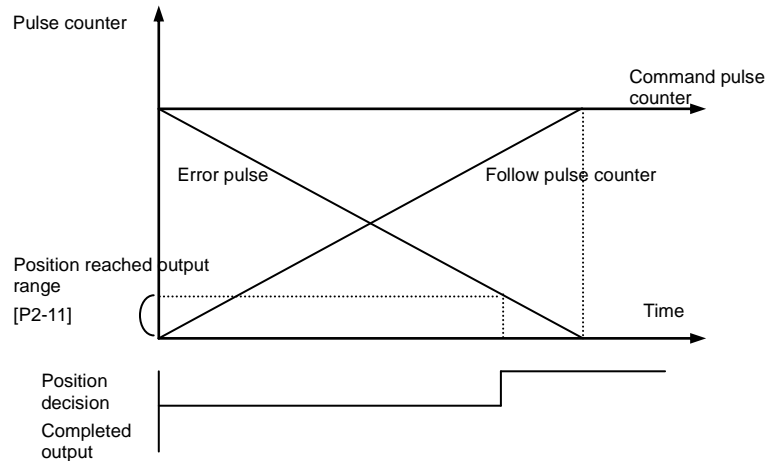 Pulse counter
Command pulse
counter
Error pulse
Follow pulse counter
Position reached output
range
[P2-11]
Time
Position
decision
Completed
output